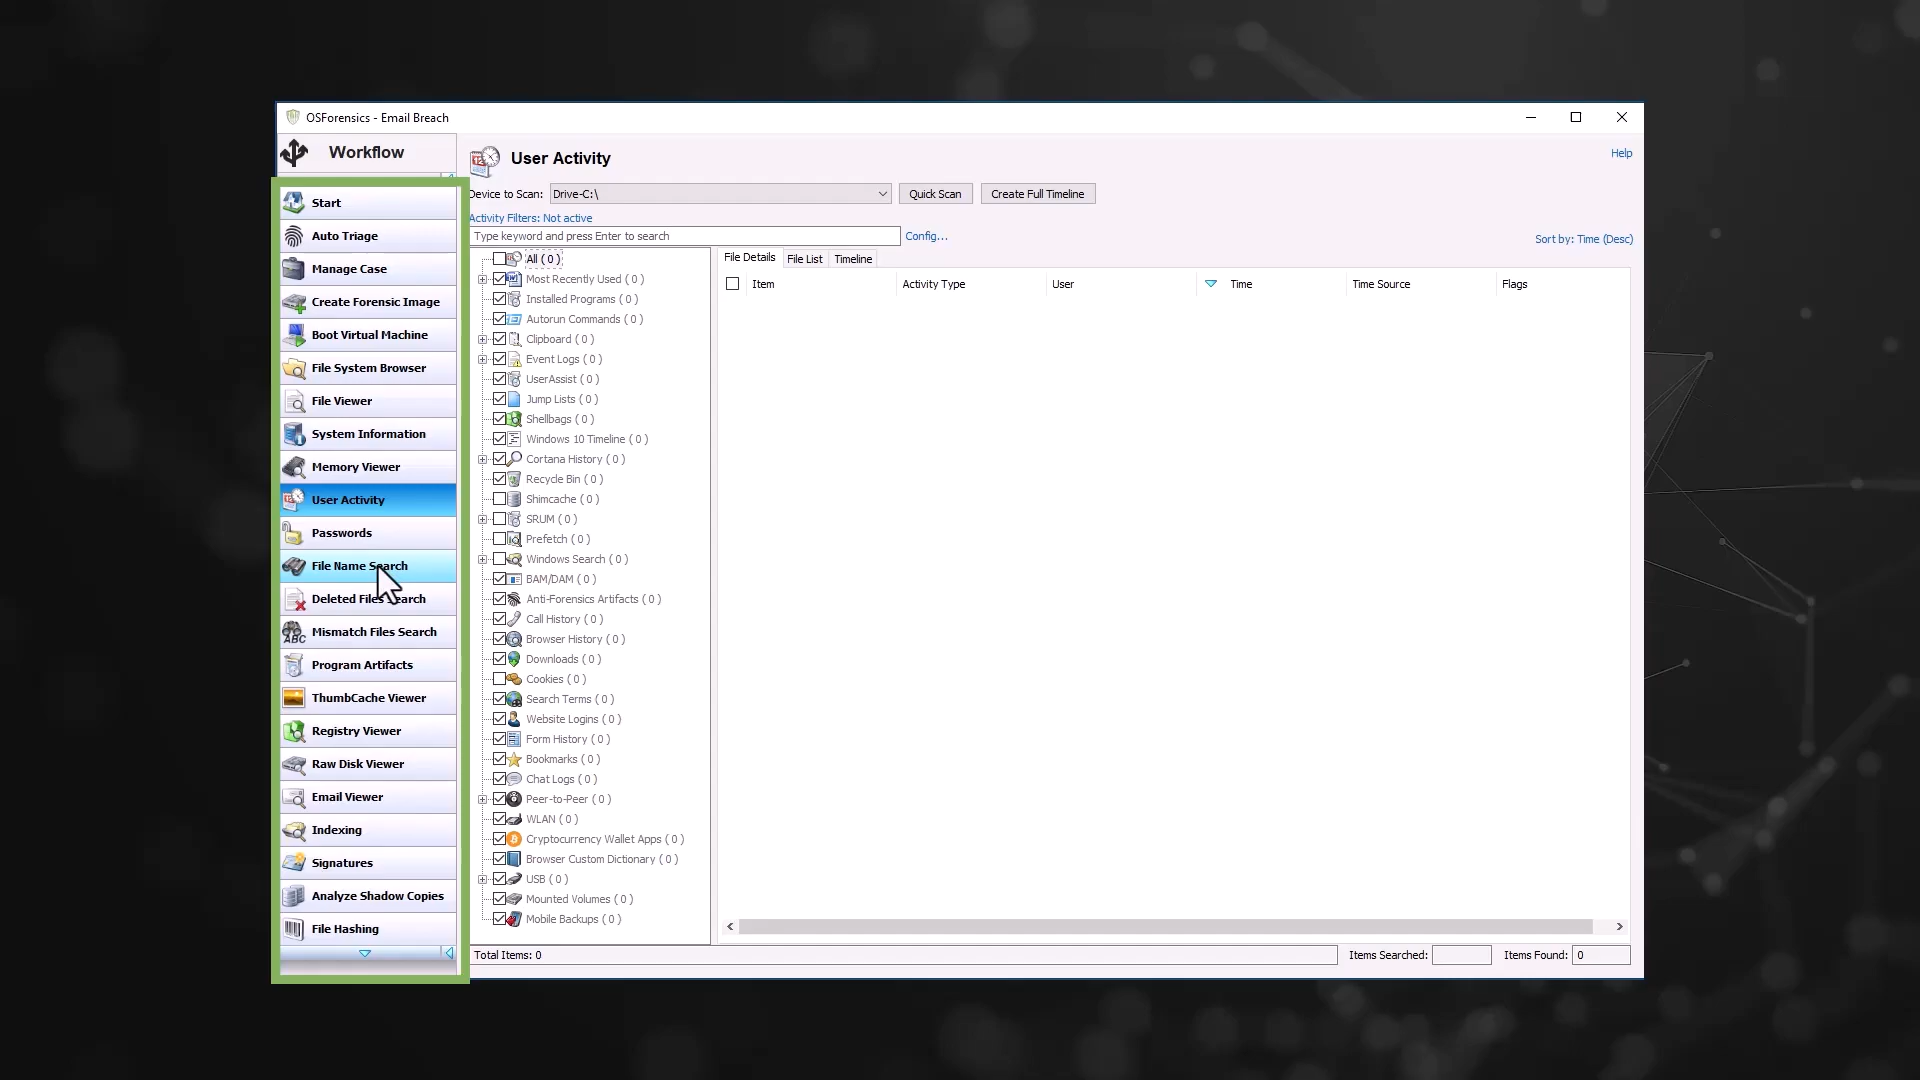 OSForensics - Email Breach
Workflow
Start
Auto Triage
Manage Case
Create Forensic Image
Boot Virtual Machine
File System Browser
File Viewer
System Information
Memory Viewer
User Activity
Passwords
File Name Search
Deleted Files Search
Mismatch Files Search
Program Artifacts
ThumbCache Viewer
Registry Viewer
Raw Disk Viewer
Email Viewer
Indexing
Signatures
Analyze Shadow Copies
File Hashing
User Activity
Help
Device to Scan: Drive-C:\ Quick Scan Create Full Timeline
Activity Filters: Not active
Type keyword and press Enter to search Config...
Sort by: Time (Desc)
All ( 0 )
Most Recently Used ( 0 )
Installed Programs ( 0 )
Autorun Commands ( 0 )
Clipboard ( 0 )
Event Logs ( 0 )
UserAssist ( 0 )
Jump Lists ( 0 )
Shellbags ( 0 )
Windows 10 Timeline ( 0 )
Cortana History ( 0 )
Recycle Bin ( 0 )
Shimcache ( 0 )
SRUM ( 0 )
Prefetch ( 0 )
Windows Search ( 0 )
BAM/DAM ( 0 )
Anti-Forensics Artifacts ( 0 )
Call History ( 0 )
Browser History ( 0 )
Downloads ( 0 )
Cookies ( 0 )
Search Terms ( 0 )
Website Logins ( 0 )
Form History ( 0 )
Bookmarks ( 0 )
Chat Logs ( 0 )
Peer-to-Peer ( 0 )
WLAN ( 0 )
Cryptocurrency Wallet Apps ( 0 )
Browser Custom Dictionary ( 0 )
USB ( 0 )
Mounted Volumes ( 0 )
Mobile Backups ( 0 )
File Details File List Timeline
Item Activity Type User Time Time Source Flags
Total Items: 0 Items Searched: Items Found: 0